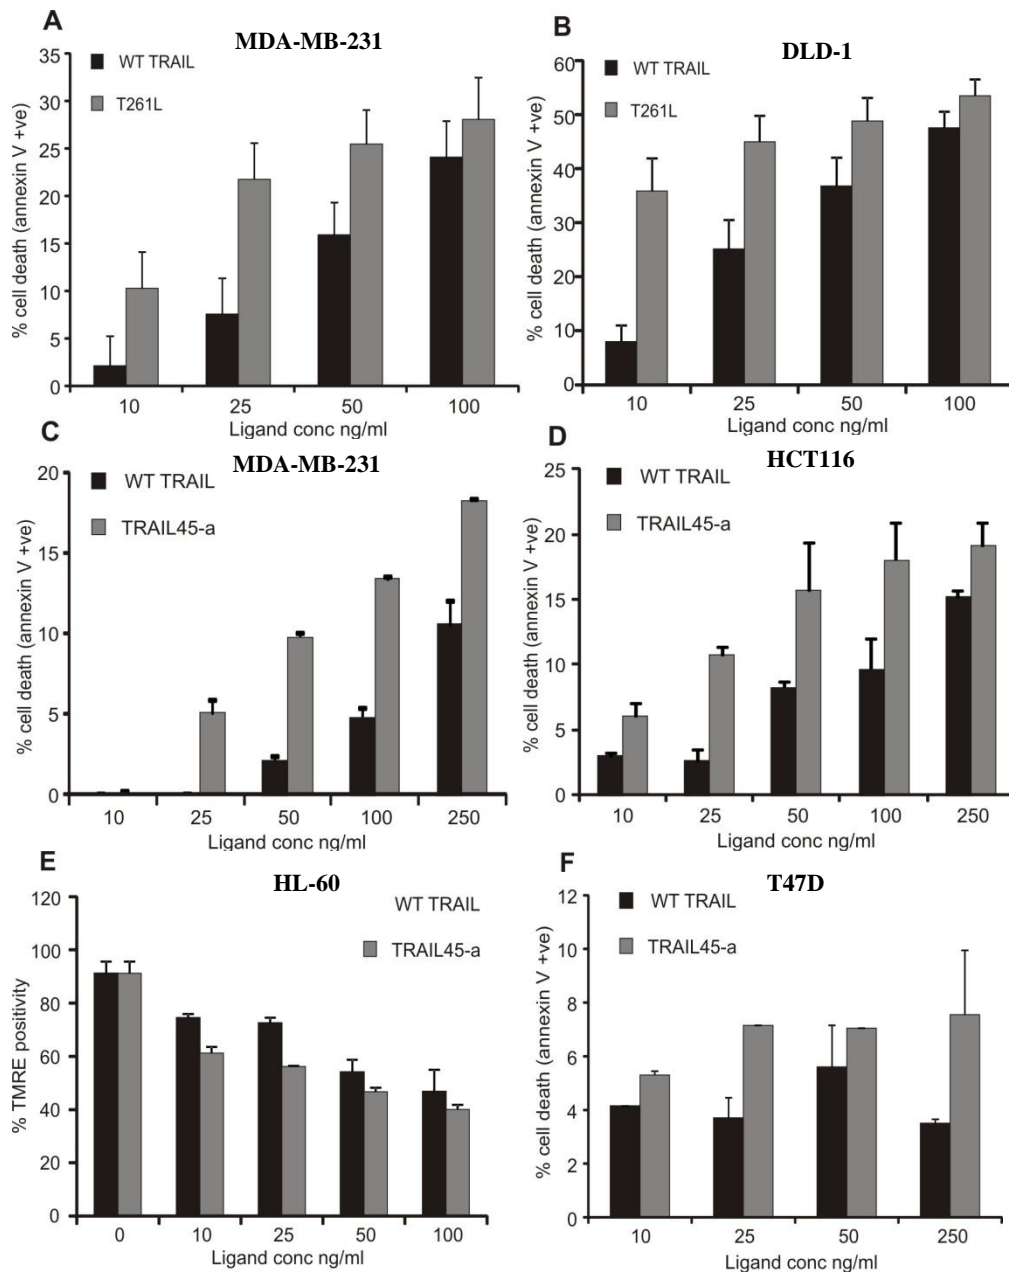 A
MDA-MB-231
WT TRAIL
T261L
% cell death (annexin V +ve)
35
30
25
20
15
10
5
0
10 25 50 100
Ligand conc ng/ml
B
DLD-1
WT TRAIL
T261L
% cell death (annexin V +ve)
60
50
40
30
20
10
0
10 25 50 100
Ligand conc ng/ml
C
MDA-MB-231
WT TRAIL
TRAIL45-a
% cell death (annexin V +ve)
20
15
10
5
0
10 25 50 100 250
Ligand conc ng/ml
D
HCT116
WT TRAIL
TRAIL45-a
% cell death (annexin V +ve)
25
20
15
10
5
0
10 25 50 100 250
Ligand conc ng/ml
E
HL-60
WT TRAIL
TRAIL45-a
% TMRE positivity
120
100
80
60
40
20
0
0 10 25 50 100
Ligand conc ng/ml
F
T47D
WT TRAIL
TRAIL45-a
% cell death (annexin V +ve)
12
10
8
6
4
2
0
10 25 50 250
Ligand conc ng/ml